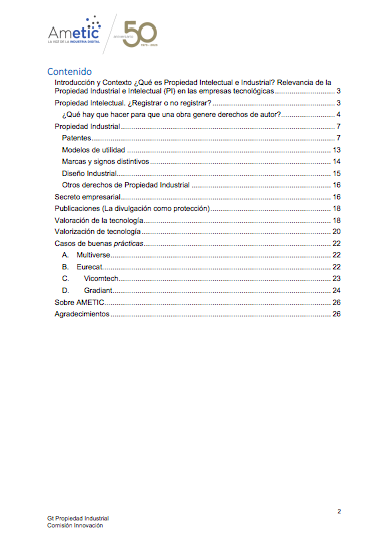 Ametic
LA VOZ DE LA INDUSTRIA DIGITAL
50
Contenido
Introducción y Contexto ¿Qué es Propiedad Intelectual e Industrial? Relevancia de la
Propiedad Industrial e Intelectual (PI) en las empresas tecnológicas 3
Propiedad Intelectual. ¿Registrar o no registrar? 3
¿Qué hay que hacer para que una obra genere derechos de autor? 4
Propiedad Industrial 7
Patentes 7
Modelos de utilidad 13
Marcas y signos distintivos 14
Diseño Industrial 15
Otros derechos de Propiedad Industrial 16
Secreto empresarial 16
Publicaciones (La divulgación como protección) 18
Valoración de la tecnología 18
Valorización de tecnología 20
Casos de buenas prácticas 22
A. Multiverse 22
B. Eurecat 22
C. Vicomtech 23
D. Gradiant 24
Sobre AMETIC 26
Agradecimientos 26
2
Gt Propiedad Industrial
Comisión Innovación